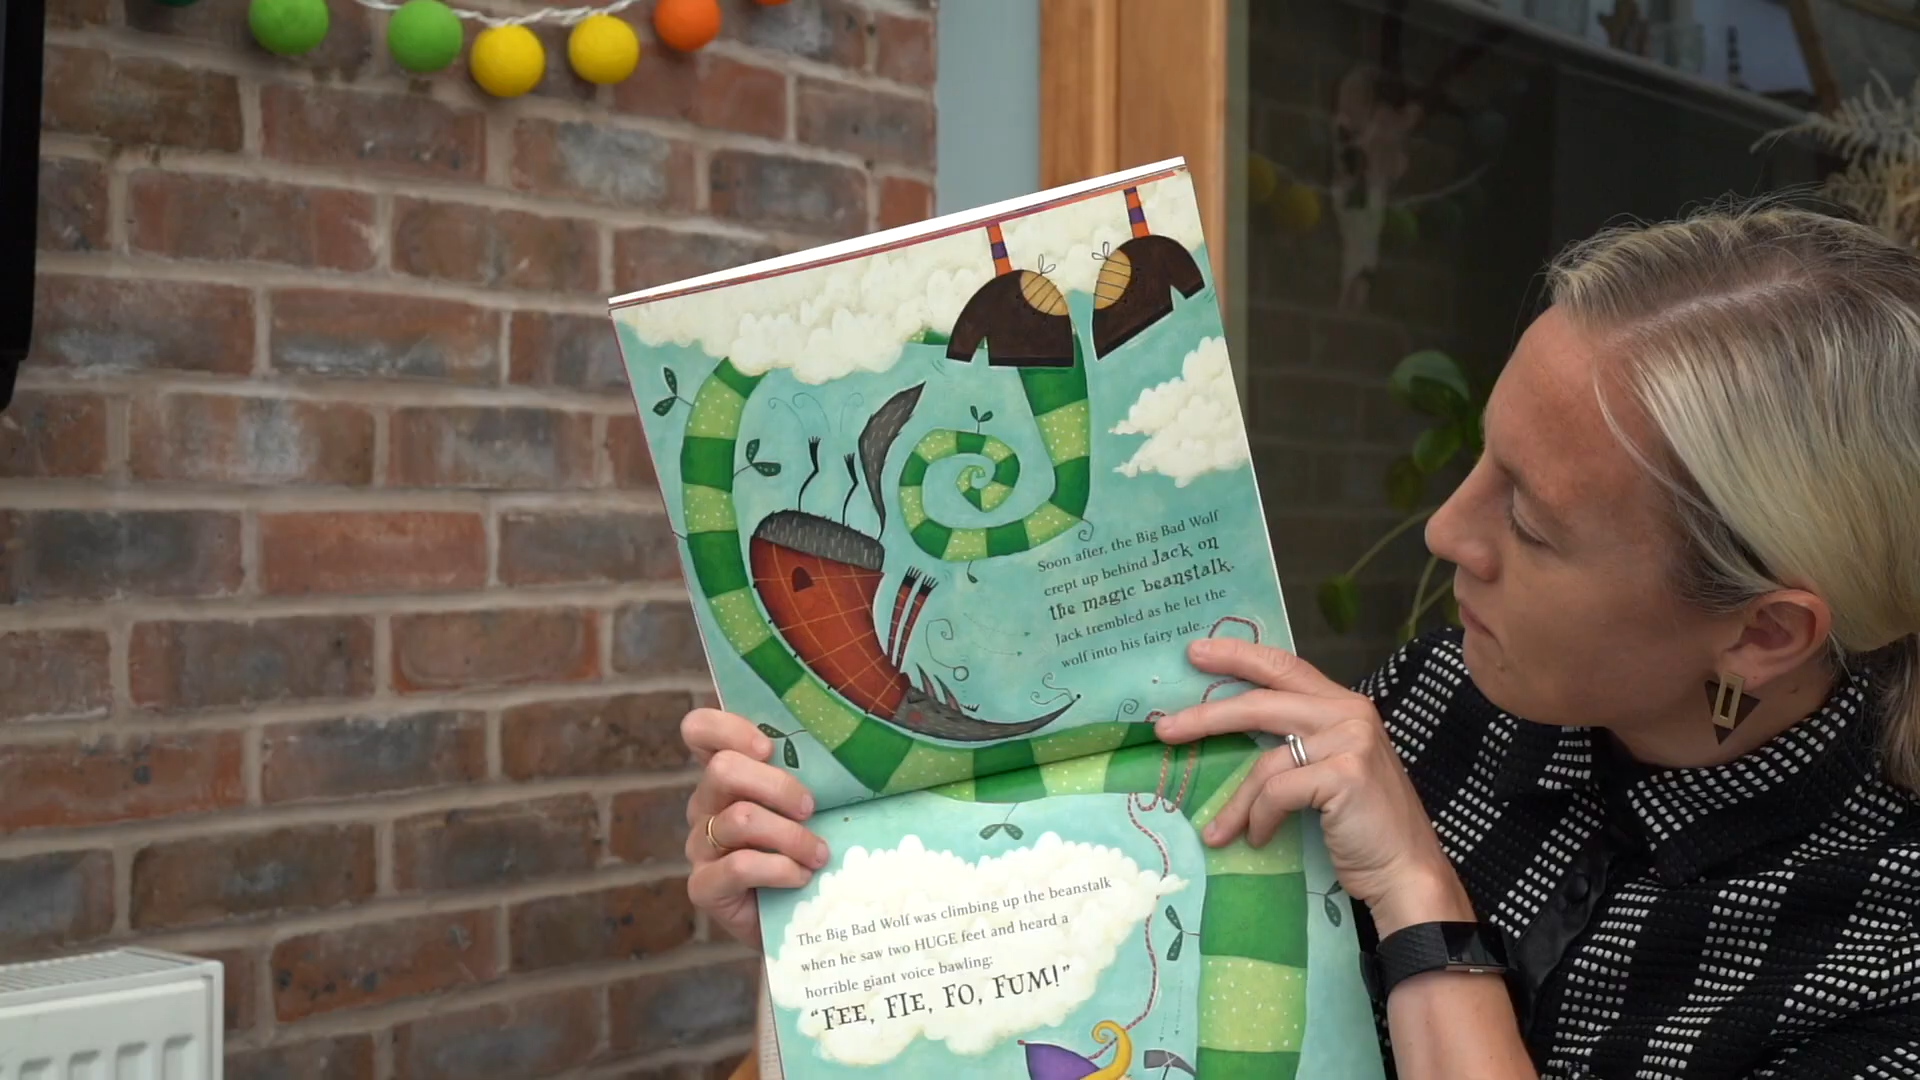 Soon after, the Big Bad Wolf
crept up behind Jack on
the magic beanstalk.
Jack trembled as he let the
wolf into his fairy tale...
The Big Bad Wolf was climbing up the beanstalk
when he saw two HUGE feet and heard a
horrible giant voice bawling:
"FEE, FIE, FO, FUM!"